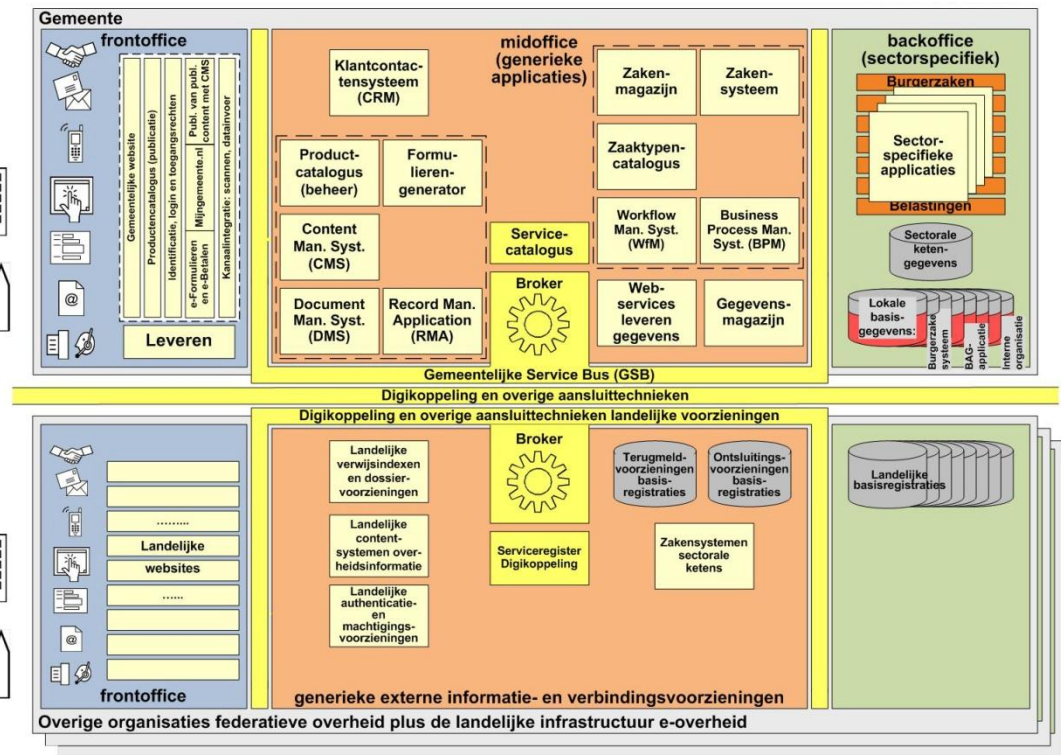 Gemeente
frontoffice
Gemeentelijke website
Productencatalogus (publicatie)
Identificatie, login en toegangsrechten
e-Formulieren
en e-Betalen
Mijngemeente.nl
Publ. van publ.
content met CMS
Kanaalintegratie: scannen, datainvoer
@
Leveren
midoffice
(generieke
applicaties)
Klantcontac-
tensysteem
(CRM)
Product-
catalogus
(beheer)
Formu-
lieren-
generator
Content
Man. Syst.
(CMS)
Document
Man. Syst.
(DMS)
Record Man.
Application
(RMA)
Service-
catalogus
Broker
Zaken-
magazijn
Zaken-
systeem
Zaaktypen-
catalogus
Workflow
Man. Syst.
(WfM)
Business
Process Man.
Syst. (BPM)
Web-
services
leveren
gegevens
Gegevens-
magazijn
Gemeentelijke Service Bus (GSB)
backoffice
(sectorspecifiek)
Burgerzaken
Sector-
specifieke
applicaties
Belastingen
Sectorale
keten-
gegevens
Lokale
basis-
gegevens:
Burgerzake
systeem
BAG-
applicatie
Interne
organisatie
Digikoppeling en overige aansluittechnieken
Digikoppeling en overige aansluittechnieken landelijke voorzieningen
.........
Landelijke
websites
......
@
frontoffice
Landelijke
verwijsindexen
en dossier-
voorzieningen
Landelijke
content-
systemen over-
heidsinformatie
Landelijke
authenticatie-
en
machtigings-
voorzieningen
Broker
Serviceregister
Digikoppeling
Terugmeld-
voorzieningen
basis-
registraties
Ontsluitings-
voorzieningen
basis-
registraties
Zakensystemen
sectorale
ketens
Landelijke
basisregistraties
generieke externe informatie- en verbindingsvoorzieningen
Overige organisaties federatieve overheid plus de landelijke infrastructuur e-overheid